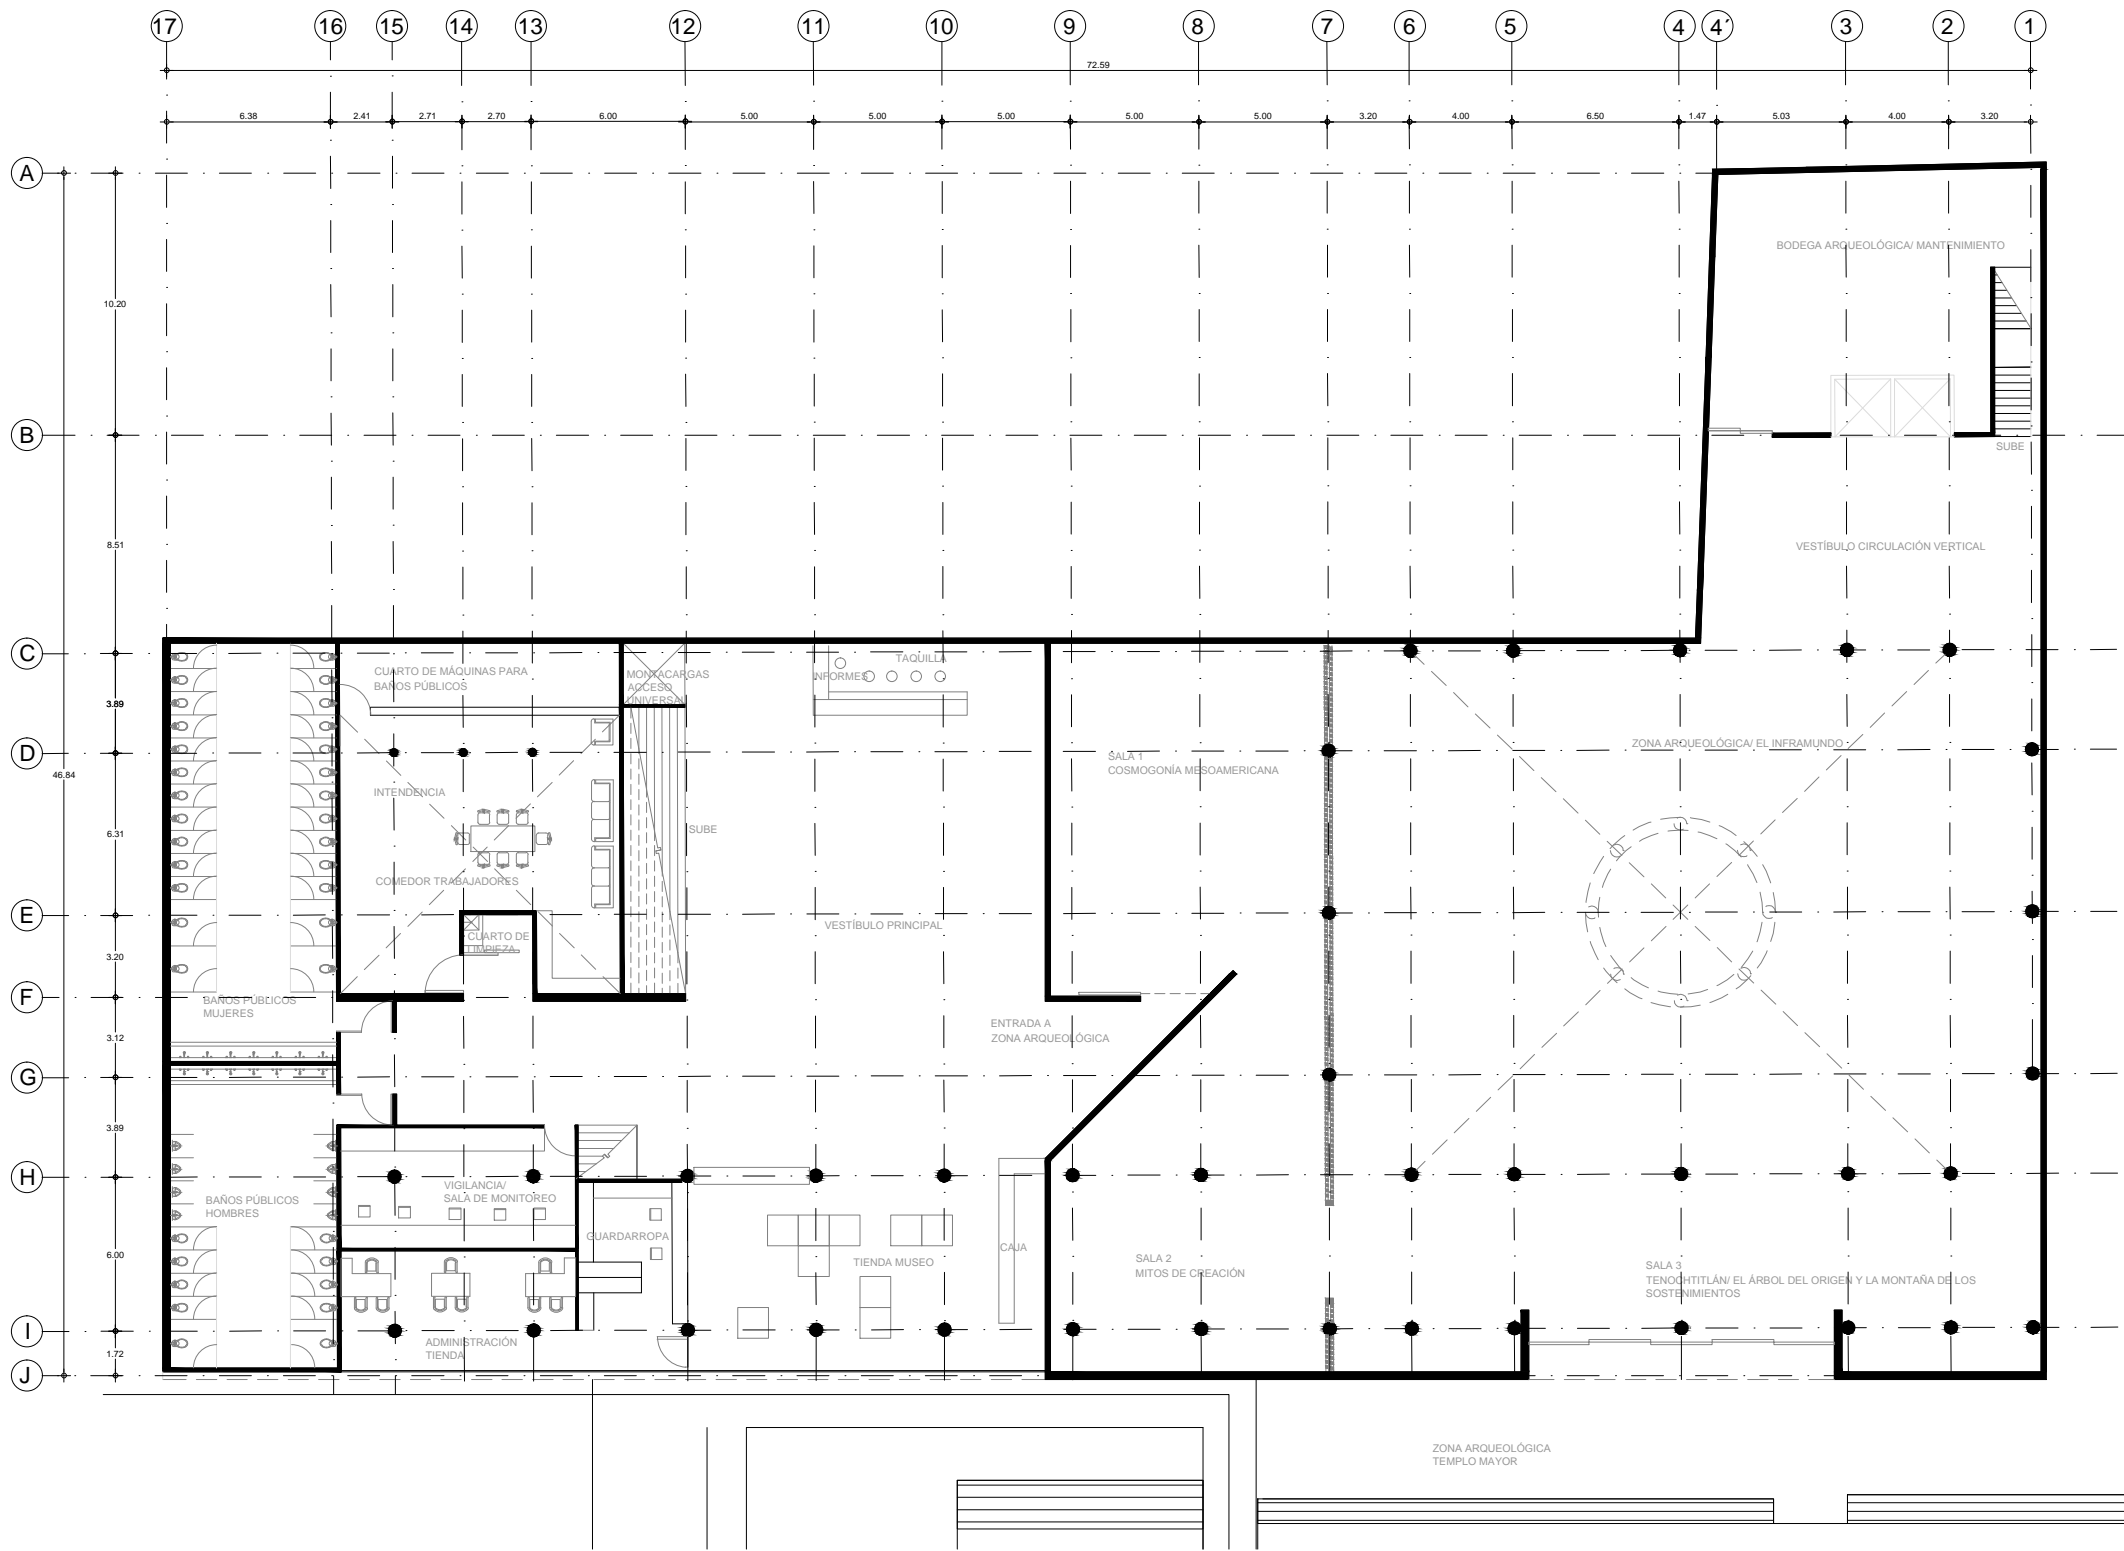 17 16 15 14 13 12 11 10 9 8 7 6 5 4 4´ 3 2 1
72.59
6.38 2.41 2.71 2.70 6.00 5.00 5.00 5.00 5.00 5.00 3.20 4.00 6.50 1.47 5.03 4.00 3.20
A
BODEGA ARQUEOLÓGICA/ MANTENIMIENTO
10.20
B
SUBE
8.51
VESTÍBULO CIRCULACIÓN VERTICAL
C
CUARTO DE MÁQUINAS PARA
BAÑOS PÚBLICOS
MONTACARGAS
ACCESO
UNIVERSAL
TAQUILLA
INFORMES
3.89
D
46.84
SALA 1
COSMOGONÍA MESOAMERICANA
ZONA ARQUEOLÓGICA/ EL INFRAMUNDO
INTENDENCIA
6.31
SUBE
COMEDOR TRABAJADORES
E
CUARTO DE
LIMPIEZA
VESTÍBULO PRINCIPAL
3.20
F
BAÑOS PÚBLICOS
MUJERES
3.12
ENTRADA A
ZONA ARQUEOLÓGICA
G
3.89
H
VIGILANCIA/
SALA DE MONITOREO
BAÑOS PÚBLICOS
HOMBRES
GUARDARROPA
6.00
TIENDA MUSEO
CAJA
SALA 2
MITOS DE CREACIÓN
SALA 3
TENOCHTITLÁN/ EL ÁRBOL DEL ORIGEN Y LA MONTAÑA DE LOS
SOSTENIMIENTOS
I
ADMINISTRACIÓN
TIENDA
1.72
J
ZONA ARQUEOLÓGICA
TEMPLO MAYOR